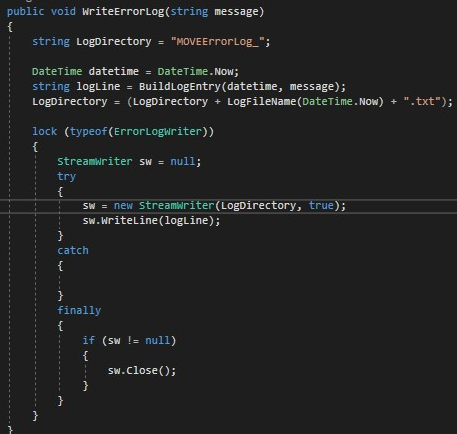 public void WriteErrorLog(string message)
{
string LogDirectory = "MOVEErrorLog_";
DateTime datetime = DateTime.Now;
string logLine = BuildLogEntry(datetime, message);
LogDirectory = (LogDirectory + LogFileName(DateTime.Now) + ".txt");
lock (typeof(ErrorLogWriter))
{
StreamWriter sw = null;
try
{
sw = new StreamWriter(LogDirectory, true);
sw.WriteLine(logLine);
}
catch
{
}
finally
{
if (sw != null)
{
sw.Close();
}
}
}
}